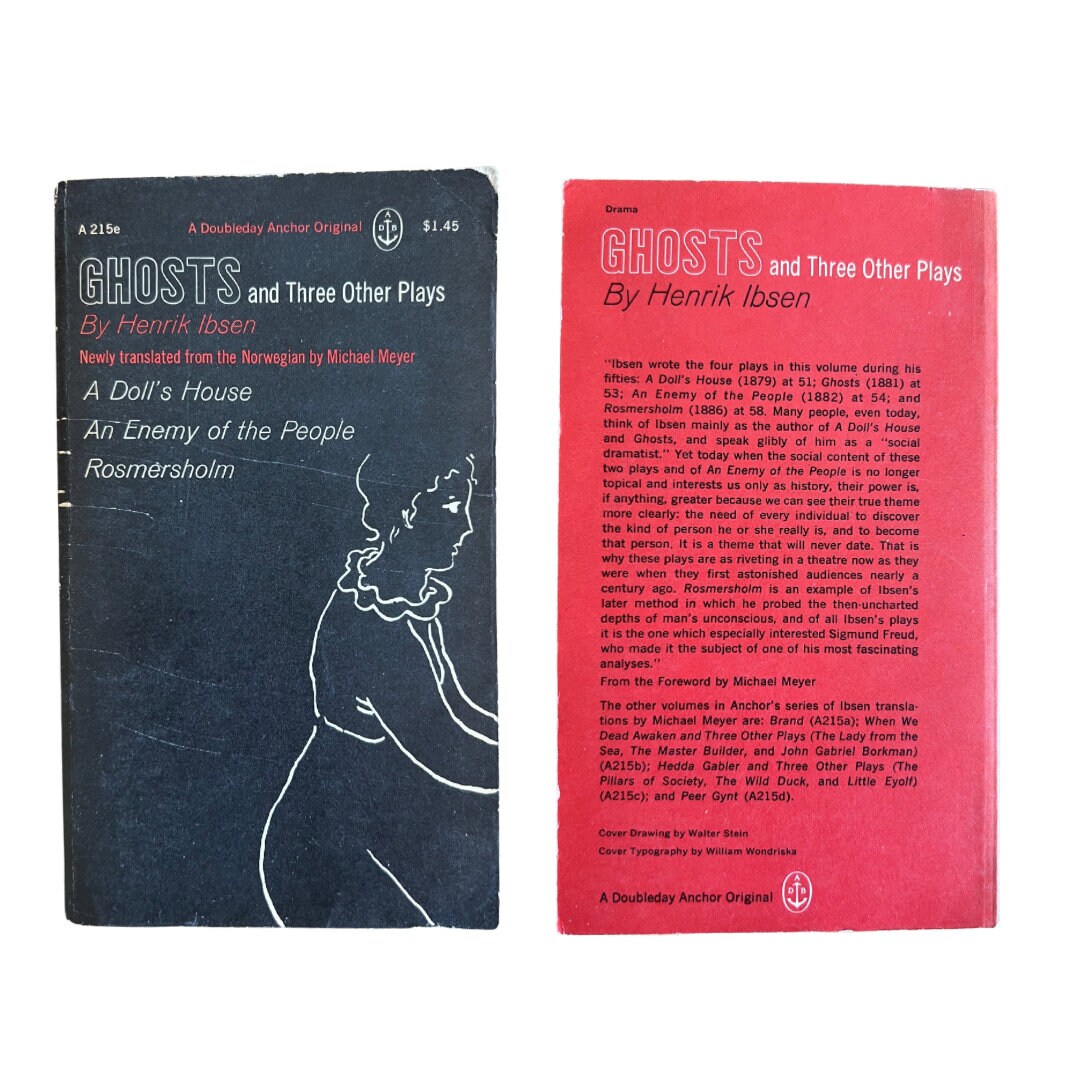 A 215e
A Doubleday Anchor Original
A
D B
$1.45
GHOSTS and Three Other Plays
By Henrik Ibsen
Newly translated from the Norwegian by Michael Meyer
A Doll's House
An Enemy of the People
Rosmersholm
Drama
GHOSTS and Three Other Plays
By Henrik Ibsen
"Ibsen wrote the four plays in this volume during his
fifties: A Doll's House (1879) at 51; Ghosts (1881) at
53; An Enemy of the People (1882) at 54; and
Rosmersholm (1886) at 58. Many people, even today,
think of Ibsen mainly as the author of A Doll's House
and Ghosts, and speak glibly of him as a "social
dramatist." Yet today when the social content of these
two plays and of An Enemy of the People is no longer
topical and interests us only as history, their power is,
if anything, greater because we can see their true theme
more clearly: the need of every individual to discover
the kind of person he or she really is, and to become
that person. It is a theme that will never date. That is
why these plays are as riveting in a theatre now as they
were when they first astonished audiences nearly a
century ago. Rosmersholm is an example of Ibsen's
later method in which he probed the then-uncharted
depths of man's unconscious, and of all Ibsen's plays
it is the one which especially interested Sigmund Freud,
who made it the subject of one of his most fascinating
analyses."
From the Foreword by Michael Meyer
The other volumes in Anchor's series of Ibsen transla-
tions by Michael Meyer are: Brand (A215a); When We
Dead Awaken and Three Other Plays (The Lady from the
Sea, The Master Builder, and John Gabriel Borkman)
(A215b); Hedda Gabler and Three Other Plays (The
Pillars of Society, The Wild Duck, and Little Eyolf)
(A215c); and Peer Gynt (A215d).
Cover Drawing by Walter Stein
Cover Typography by William Wondriska
A Doubleday Anchor Original
A
D B